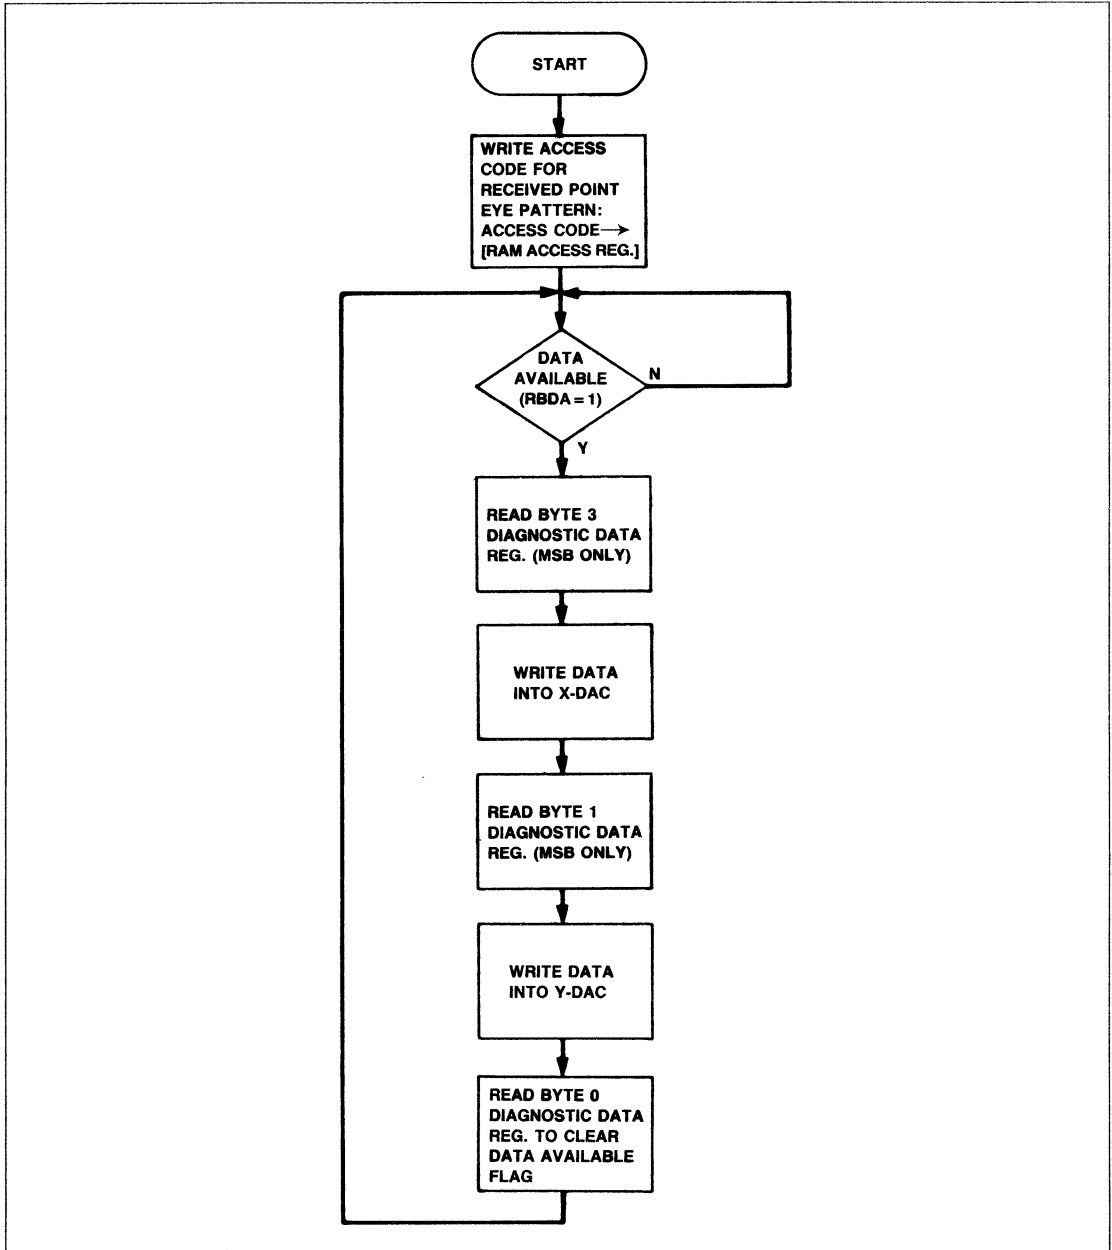 START
WRITE ACCESS
CODE FOR
RECEIVED POINT
EYE PATTERN:
ACCESS CODE→
[RAM ACCESS REG.]
DATA
AVAILABLE
(RBDA = 1)
N
Y
READ BYTE 3
DIAGNOSTIC DATA
REG. (MSB ONLY)
WRITE DATA
INTO X-DAC
READ BYTE 1
DIAGNOSTIC DATA
REG. (MSB ONLY)
WRITE DATA
INTO Y-DAC
READ BYTE 0
DIAGNOSTIC DATA
REG. TO CLEAR
DATA AVAILABLE
FLAG